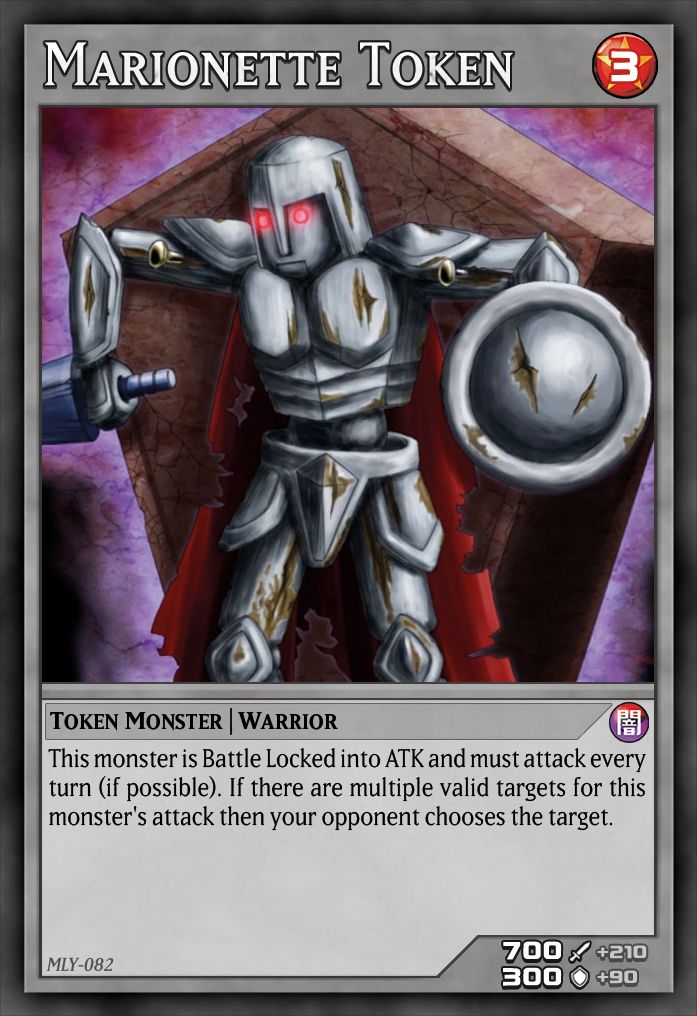 Marionette Token
3
Token Monster | Warrior
闇
This monster is Battle Locked into ATK and must attack every
turn (if possible). If there are multiple valid targets for this
monster's attack then your opponent chooses the target.
MLY-082
700 +210
300 +90